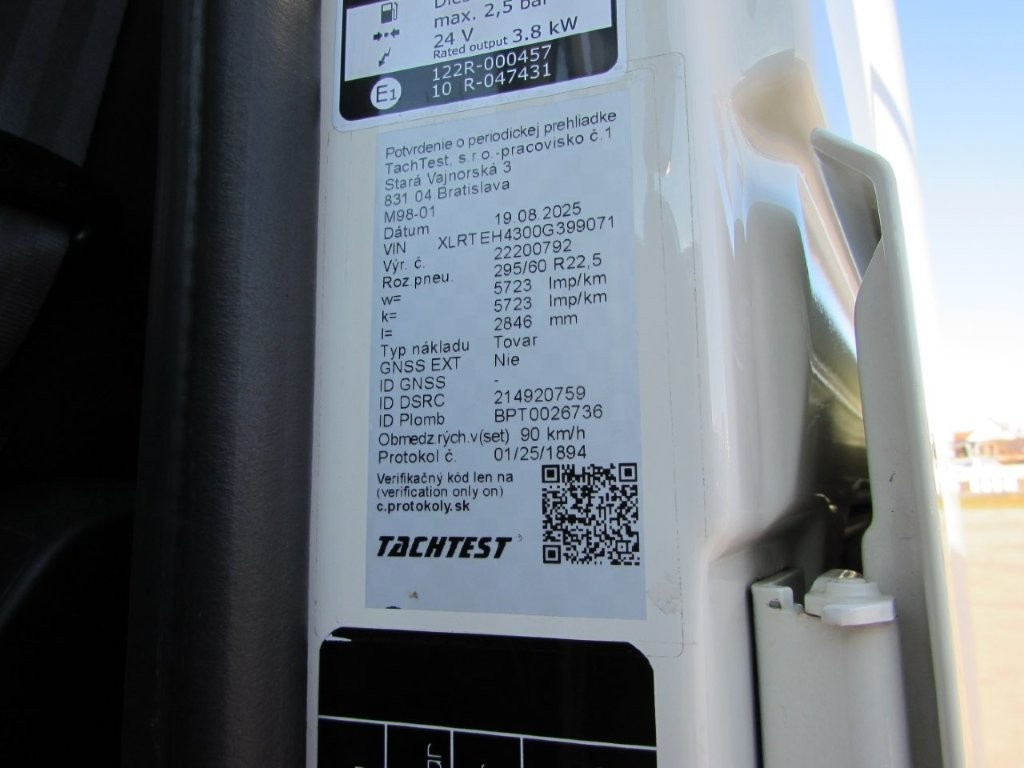 max. 2,5 bar
24 V
Rated output 3.8 kW
122R-000457
10 R-047431
E1
Potvrdenie o periodickej prehliadke
TachTest, s.r.o.-pracovisko č.1
Stará Vajnorská 3
831 04 Bratislava
M98-01
Dátum 19.08.2025
VIN XLRTEH4300G399071
Výr. č. 22200792
Roz pneu. 295/60 R22,5
w= 5723 Imp/km
k= 5723 Imp/km
l= 2846 mm
Typ nákladu Tovar
GNSS EXT Nie
ID GNSS -
ID DSRC 214920759
ID Plomb BPT0026736
Obmedz.rých.v(set) 90 km/h
Protokol č. 01/25/1894
Verifikačný kód len na
(verification only on)
c.protokoly.sk
TACHTEST